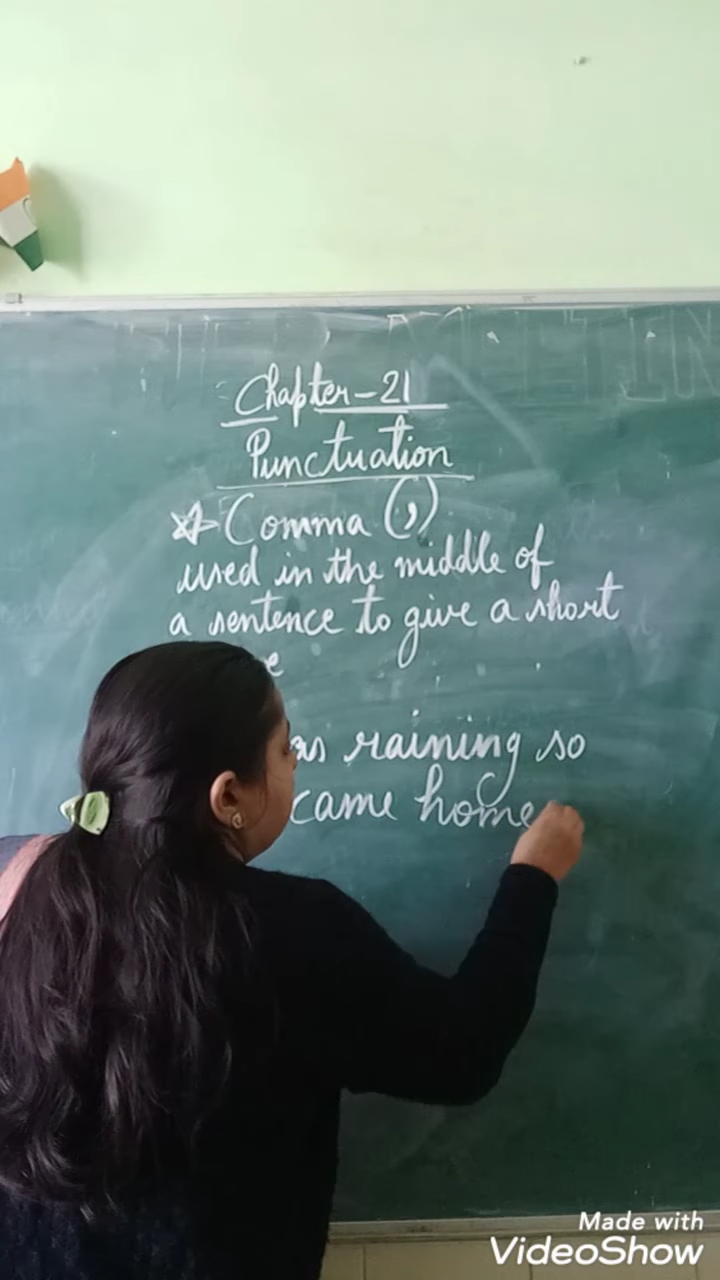 Chapter-21
Punctuation
Comma (,)
used in the middle of
a sentence to give a short
raining so
came home
Made with
VideoShow